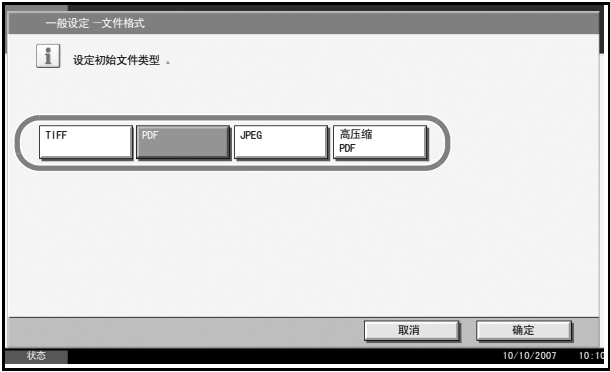 一般设定 －文件格式
设定初始文件类型 。
TIFF
PDF
JPEG
高压缩
PDF
取消
确定
状态
10/10/2007 10:10